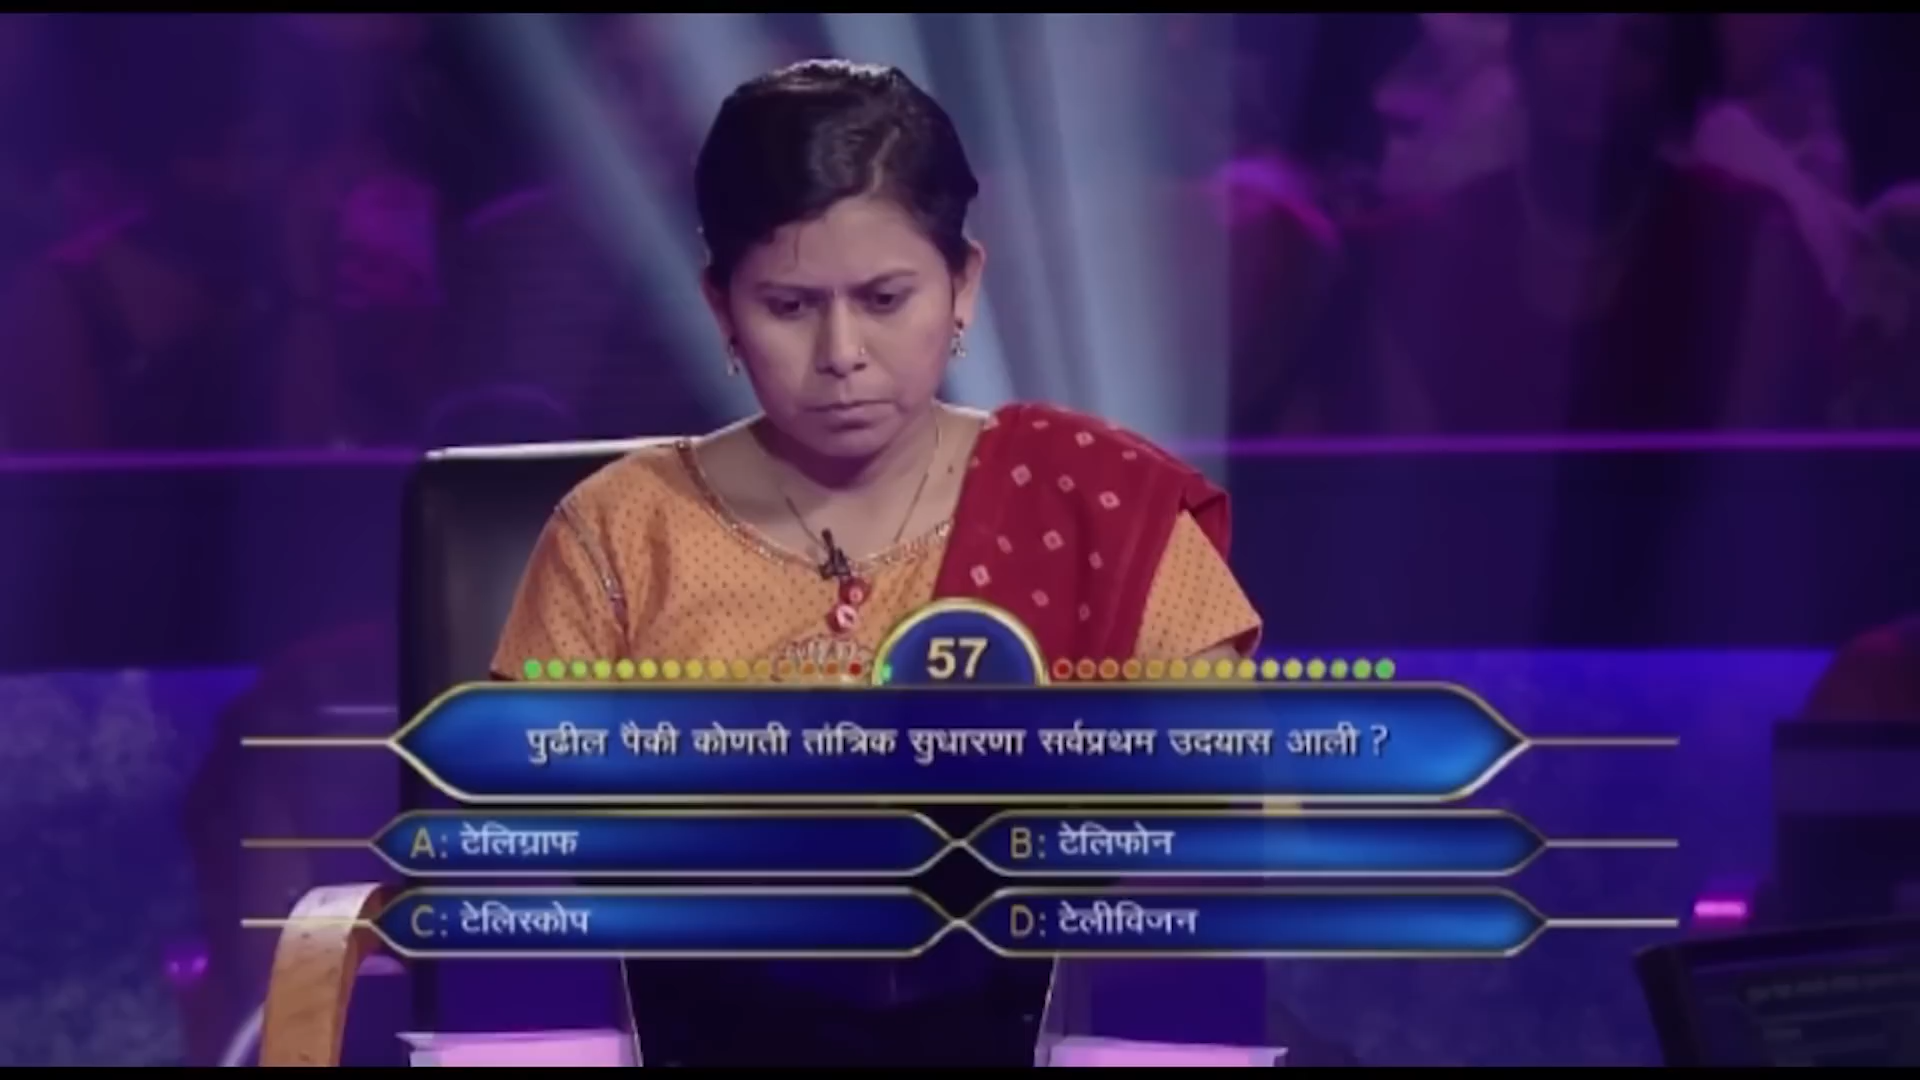 57
पुढील पैकी कोणती तांत्रिक सुधारणा सर्वप्रथम उदयास आली ?
A: टेलिग्राफ
B: टेलिफोन
C: टेलिस्कोप
D: टेलीविजन